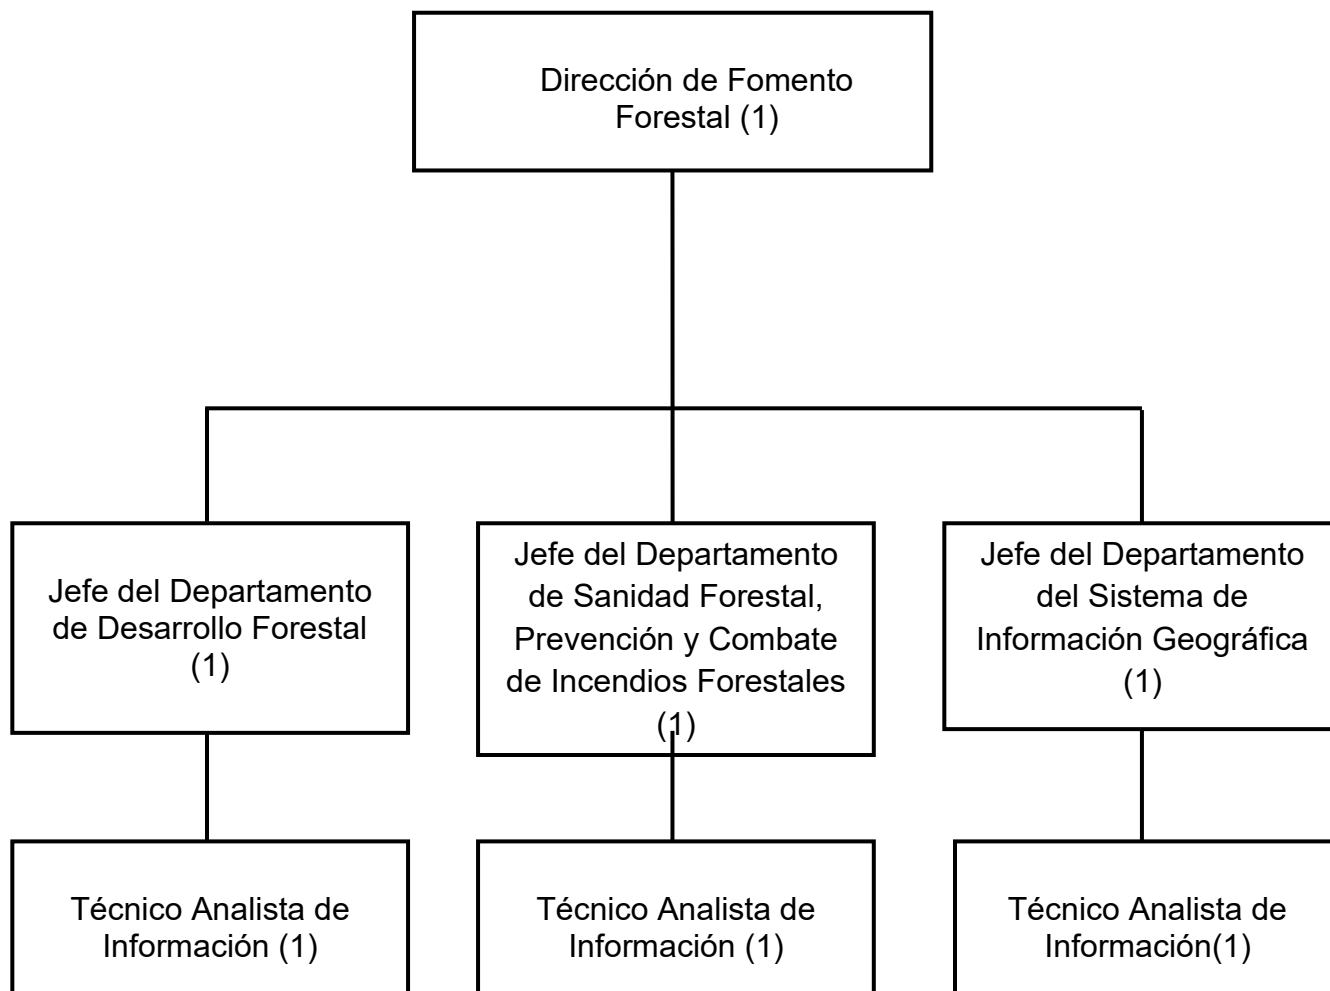 Dirección de Fomento
Forestal (1)
Jefe del Departamento
de Desarrollo Forestal
(1)
Jefe del Departamento
de Sanidad Forestal,
Prevención y Combate
de Incendios Forestales
(1)
Jefe del Departamento
del Sistema de
Información Geográfica
(1)
Técnico Analista de
Información (1)
Técnico Analista de
Información (1)
Técnico Analista de
Información(1)